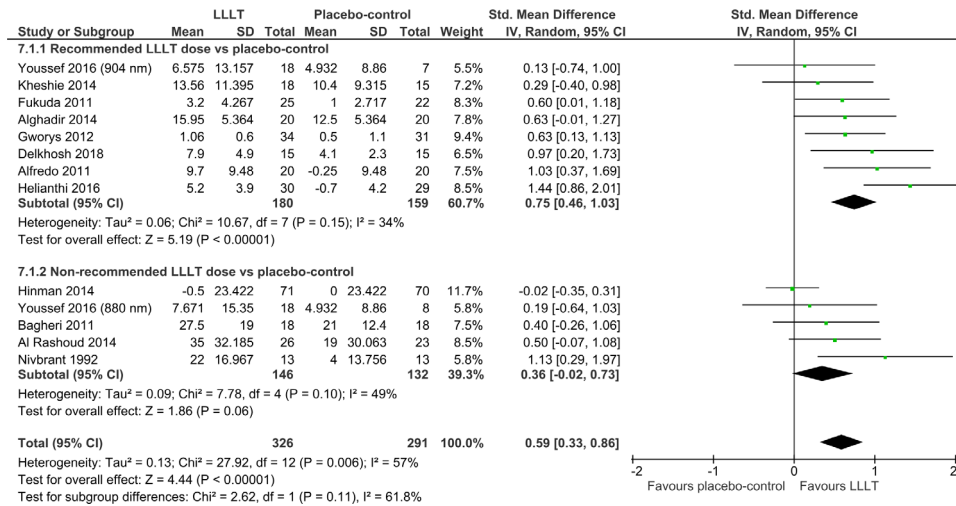 LLLT Placebo-control Std. Mean Difference Std. Mean Difference
Study or Subgroup Mean SD Total Mean SD Total Weight IV, Random, 95% CI IV, Random, 95% CI
7.1.1 Recommended LLLT dose vs placebo-control
Youssef 2016 (904 nm) 6.575 13.157 18 4.932 8.86 7 5.5% 0.13 [-0.74, 1.00]
Kheshie 2014 13.56 11.395 18 10.4 9.315 15 7.2% 0.29 [-0.40, 0.98]
Fukuda 2011 3.2 4.267 25 1 2.717 22 8.3% 0.60 [0.01, 1.18]
Alghadir 2014 15.95 5.364 20 12.5 5.364 20 7.7% 0.63 [-0.01, 1.27]
Gworys 2012 1.06 0.6 34 0.5 1.1 31 9.4% 0.63 [0.13, 1.13]
Delkhosh 2018 7.9 4.9 15 4.1 2.3 15 6.4% 0.97 [0.20, 1.73]
Alfredo 2011 9.7 9.48 20 -0.25 9.48 20 7.4% 1.03 [0.37, 1.69]
Helianthi 2016 5.2 3.9 30 -0.7 4.2 29 8.5% 1.44 [0.86, 2.01]
Subtotal (95% CI) 180 159 60.7% 0.75 [0.46, 1.03]
Heterogeneity: Tau² = 0.06; Chi² = 10.67, df = 7 (P = 0.15); I² = 34%
Test for overall effect: Z = 5.19 (P < 0.00001)
7.1.2 Non-recommended LLLT dose vs placebo-control
Hinman 2014 -0.5 23.422 71 0 23.422 70 11.7% -0.02 [-0.35, 0.31]
Youssef 2016 (880 nm) 7.671 15.35 18 4.932 8.86 8 5.8% 0.19 [-0.64, 1.03]
Bagheri 2011 27.5 19 18 21 12.4 18 7.5% 0.40 [-0.26, 1.06]
Al Rashoud 2014 35 32.185 26 19 30.063 23 8.5% 0.50 [-0.07, 1.08]
Nivbrant 1992 22 16.967 13 4 13.756 13 5.8% 1.13 [0.29, 1.97]
Subtotal (95% CI) 146 132 39.3% 0.36 [-0.02, 0.73]
Heterogeneity: Tau² = 0.09; Chi² = 7.78, df = 4 (P = 0.10); I² = 49%
Test for overall effect: Z = 1.86 (P = 0.06)
Total (95% CI) 326 291 100.0% 0.59 [0.33, 0.86]
Heterogeneity: Tau² = 0.13; Chi² = 27.92, df = 12 (P = 0.006); I² = 57%
Test for overall effect: Z = 4.44 (P < 0.00001)
Test for subgroup differences: Chi² = 2.62, df = 1 (P = 0.11), I² = 61.8%
-2 -1 0 1 2
Favours placebo-control Favours LLLT